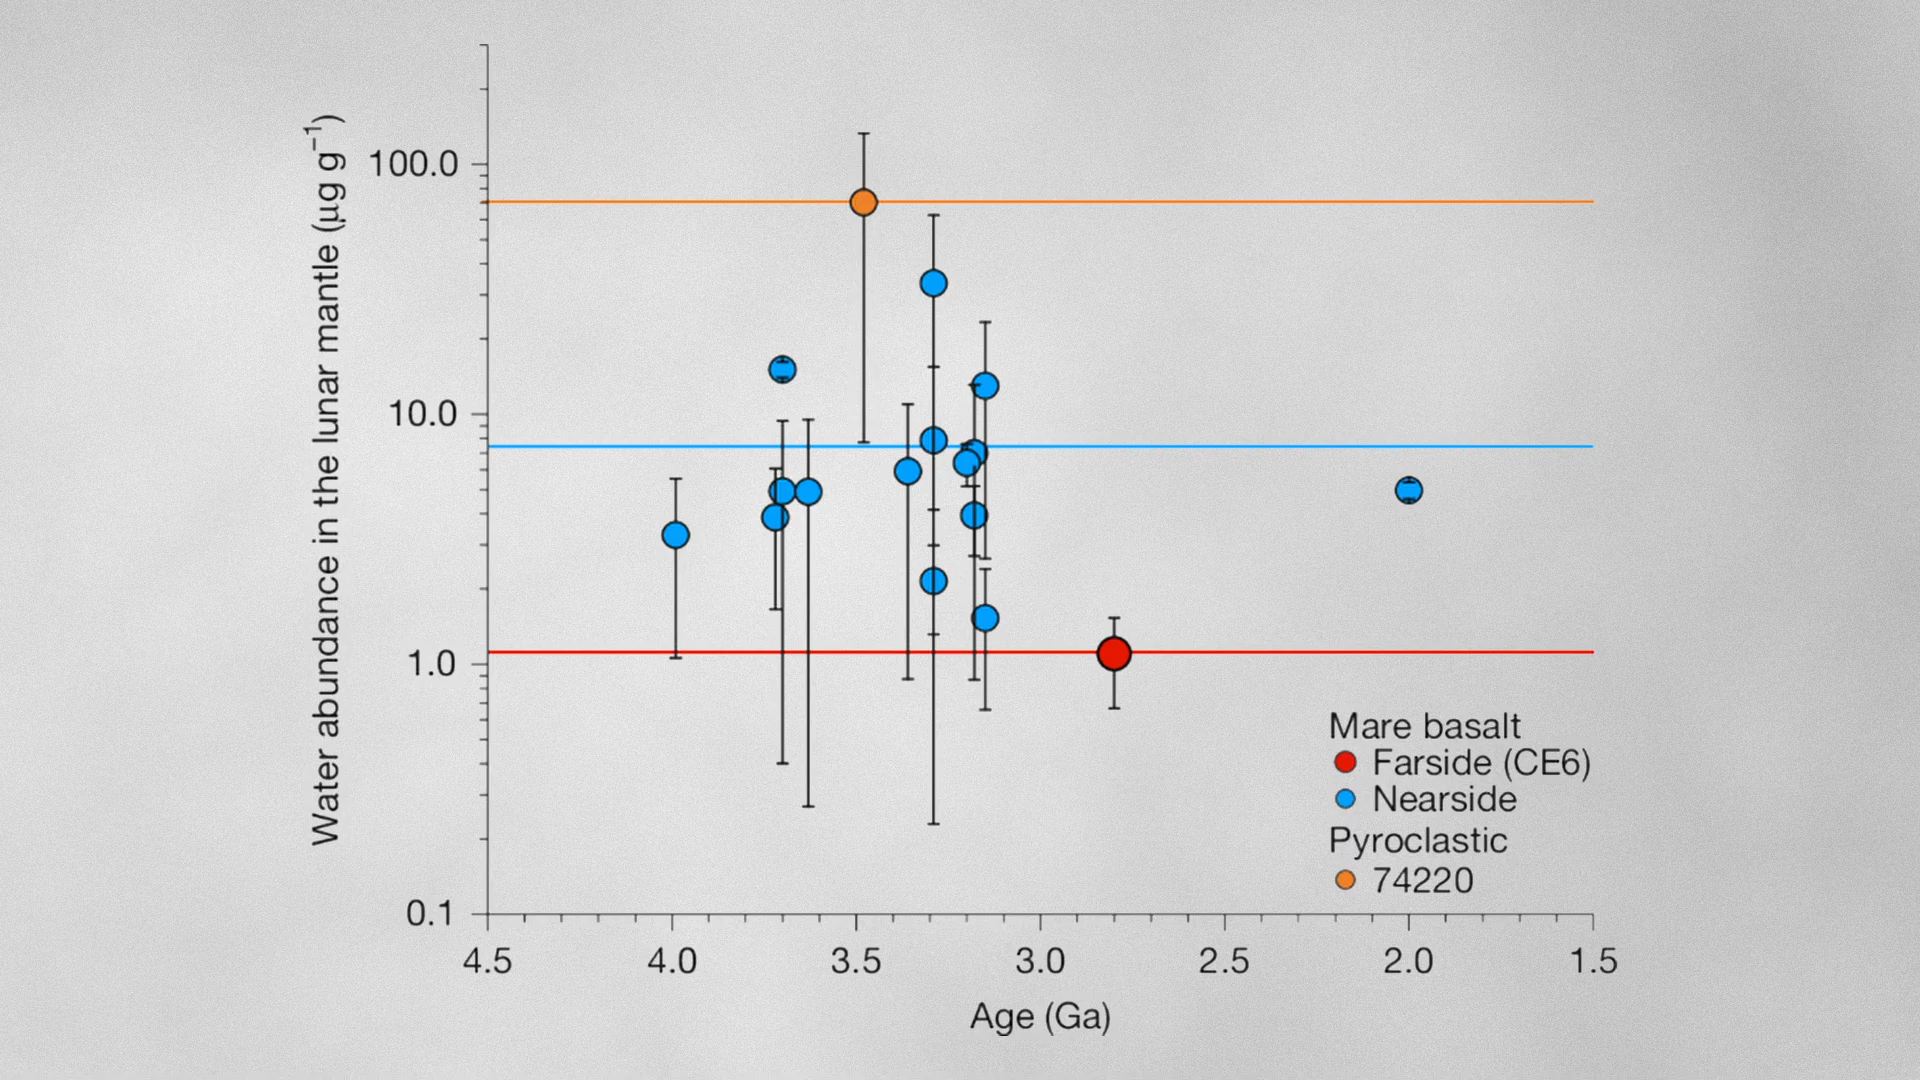 Water abundance in the lunar mantle (µg g⁻¹)
100.0
10.0
1.0
0.1
4.5 4.0 3.5 3.0 2.5 2.0 1.5
Age (Ga)
Mare basalt
Farside (CE6)
Nearside
Pyroclastic
74220